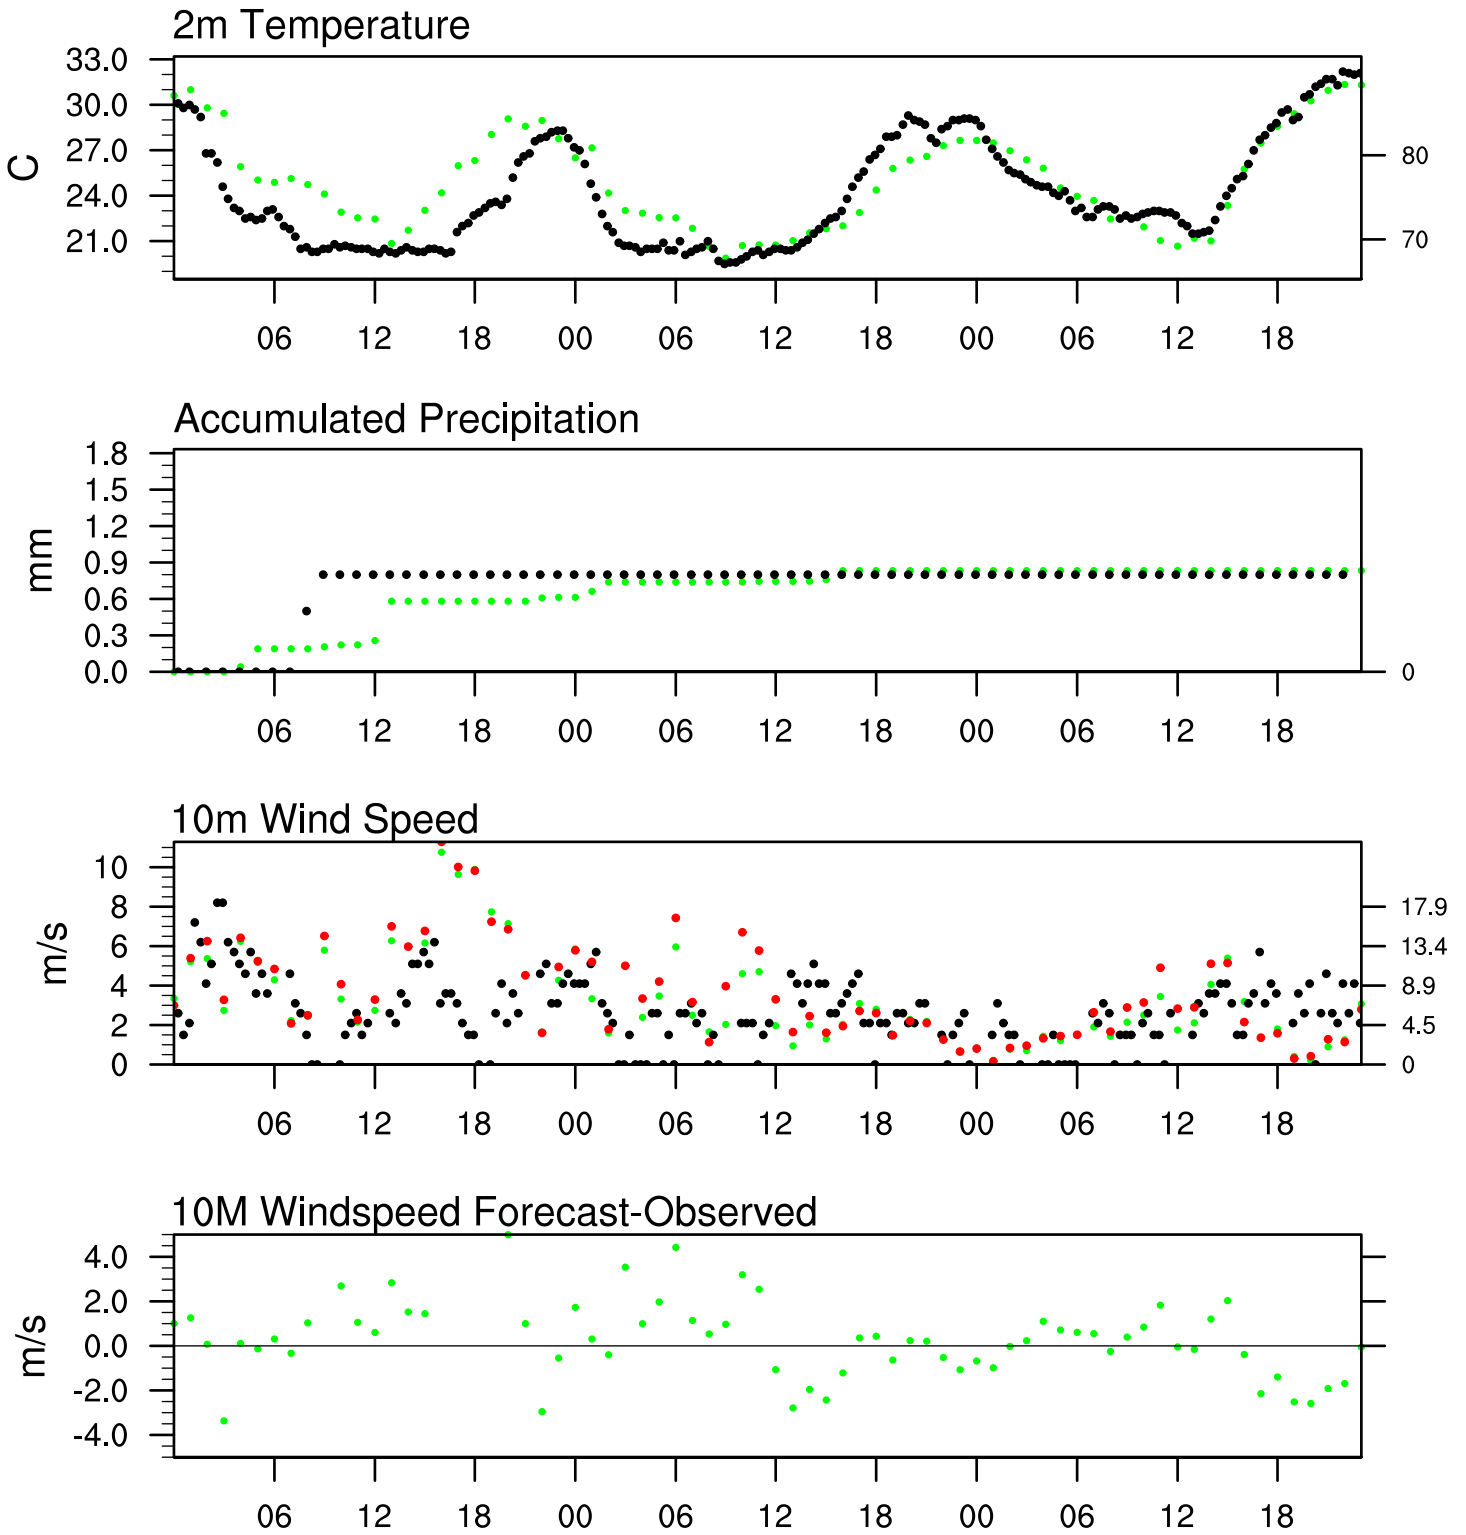 2m Temperature
33.0
30.0
27.0
24.0
21.0
C
80
70
06 12 18 00 06 12 18 00 06 12 18
Accumulated Precipitation
1.8
1.5
1.2
0.9
0.6
0.3
0.0
mm
0
06 12 18 00 06 12 18 00 06 12 18
10m Wind Speed
10
8
6
4
2
0
m/s
17.9
13.4
8.9
4.5
0
06 12 18 00 06 12 18 00 06 12 18
10M Windspeed Forecast-Observed
4.0
2.0
0.0
-2.0
-4.0
m/s
06 12 18 00 06 12 18 00 06 12 18